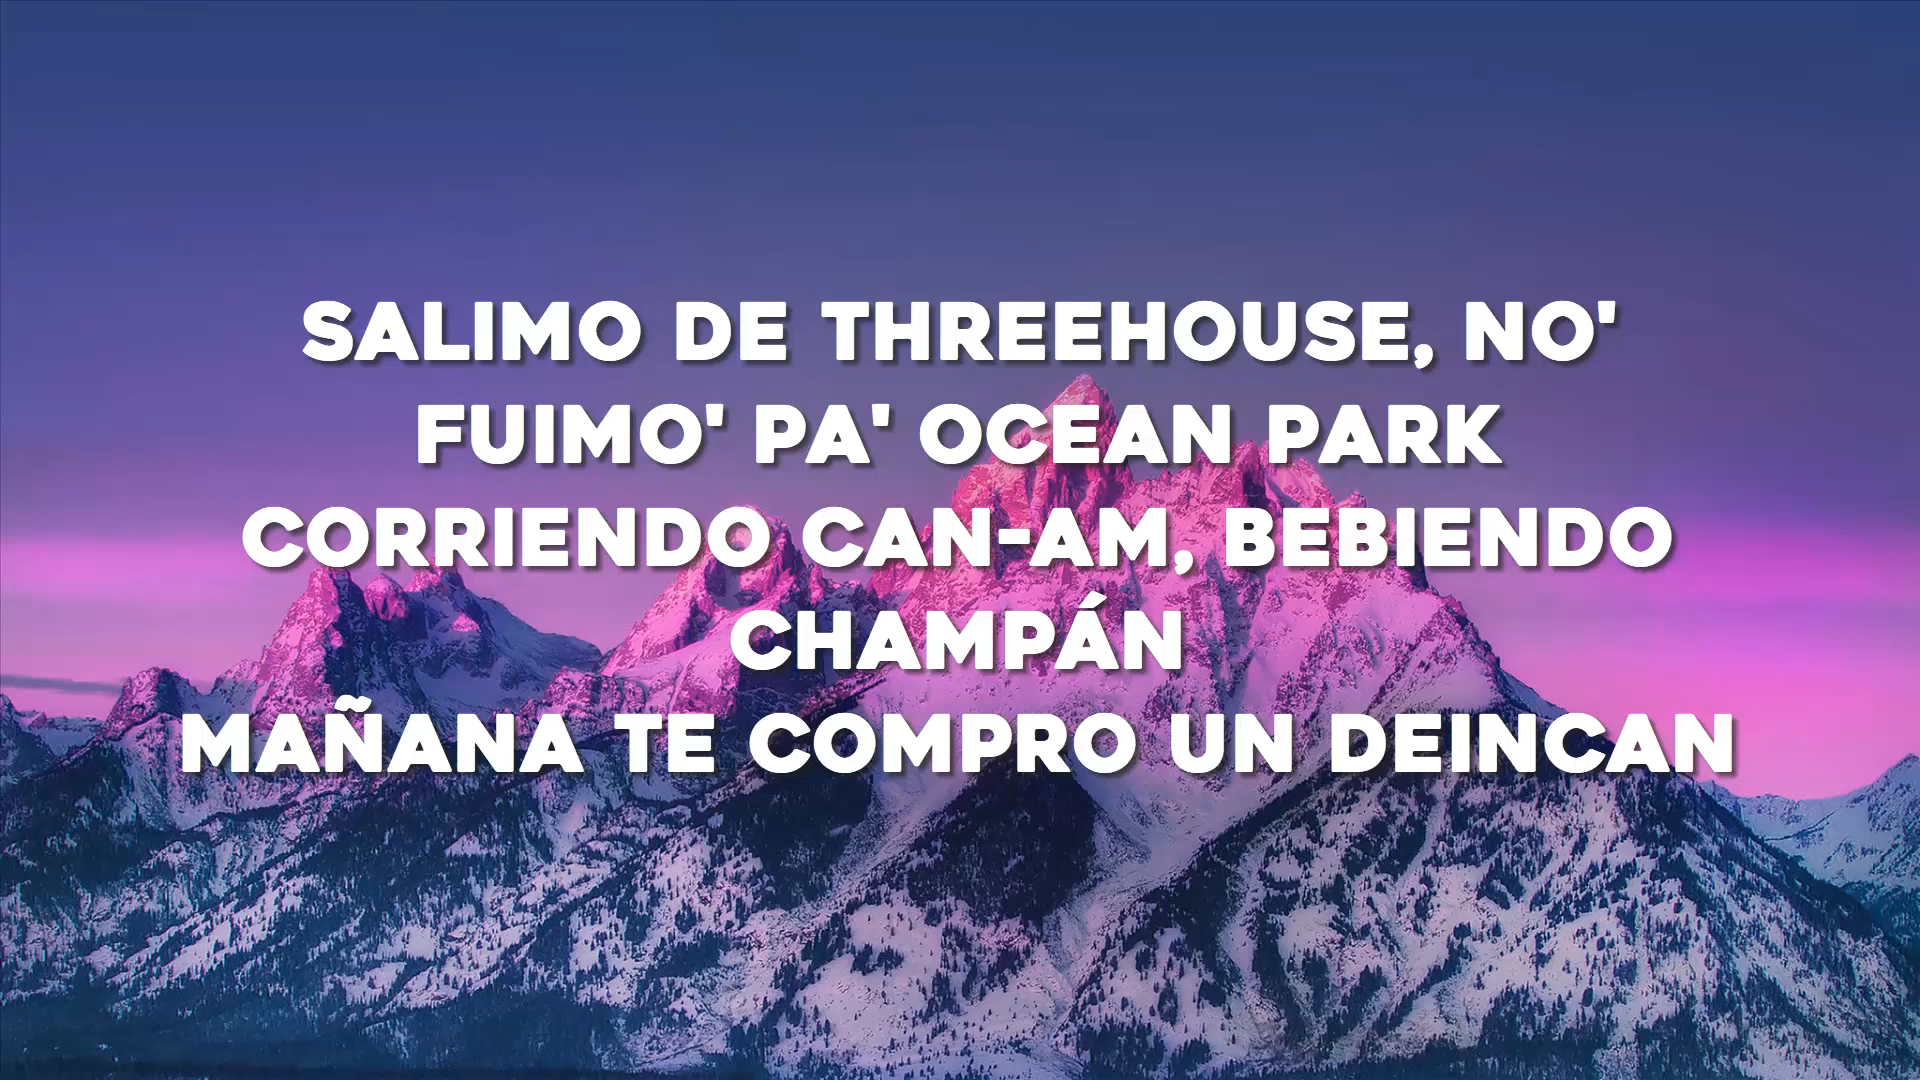 SALIMO DE THREEHOUSE, NO'
FUIMO' PA' OCEAN PARK
CORRIENDO CAN-AM, BEBIENDO
CHAMPÁN
MAÑANA TE COMPRO UN DEINCAN